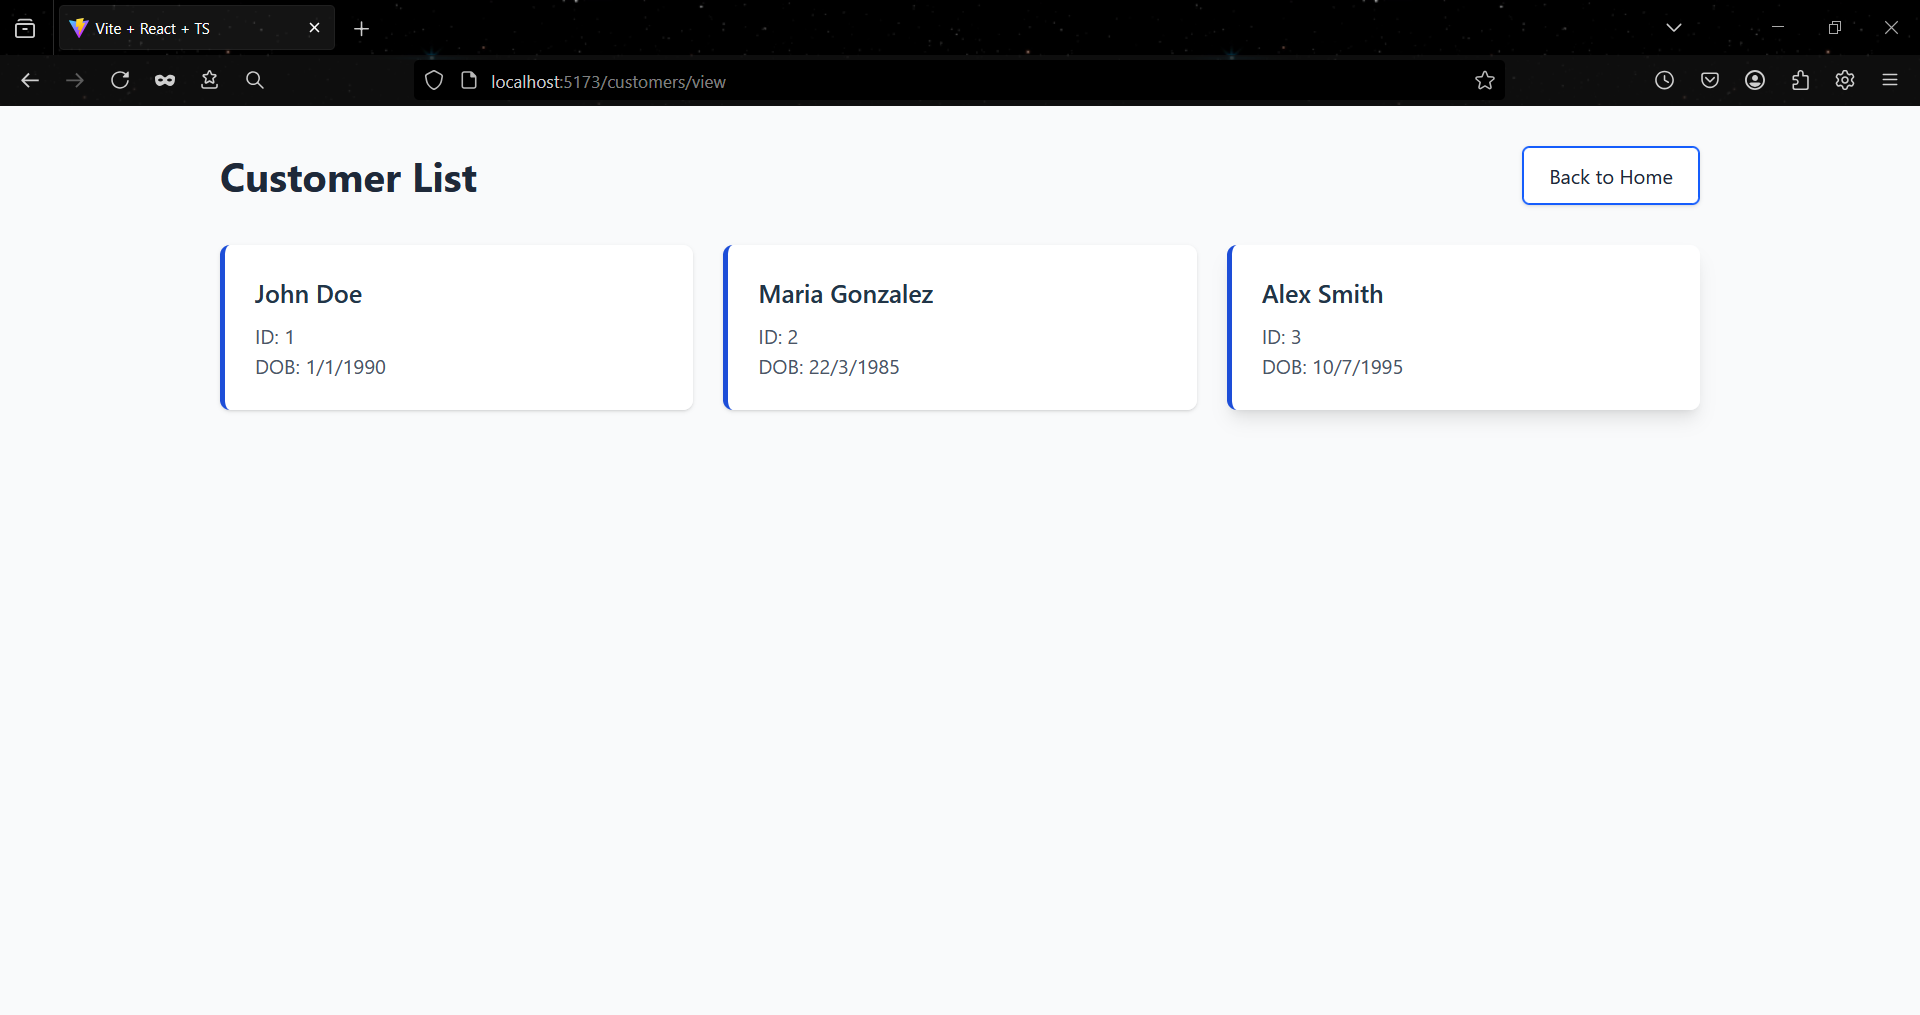 Vite + React + TS
localhost:5173/customers/view
Customer List
Back to Home
John Doe
ID: 1
DOB: 1/1/1990
Maria Gonzalez
ID: 2
DOB: 22/3/1985
Alex Smith
ID: 3
DOB: 10/7/1995